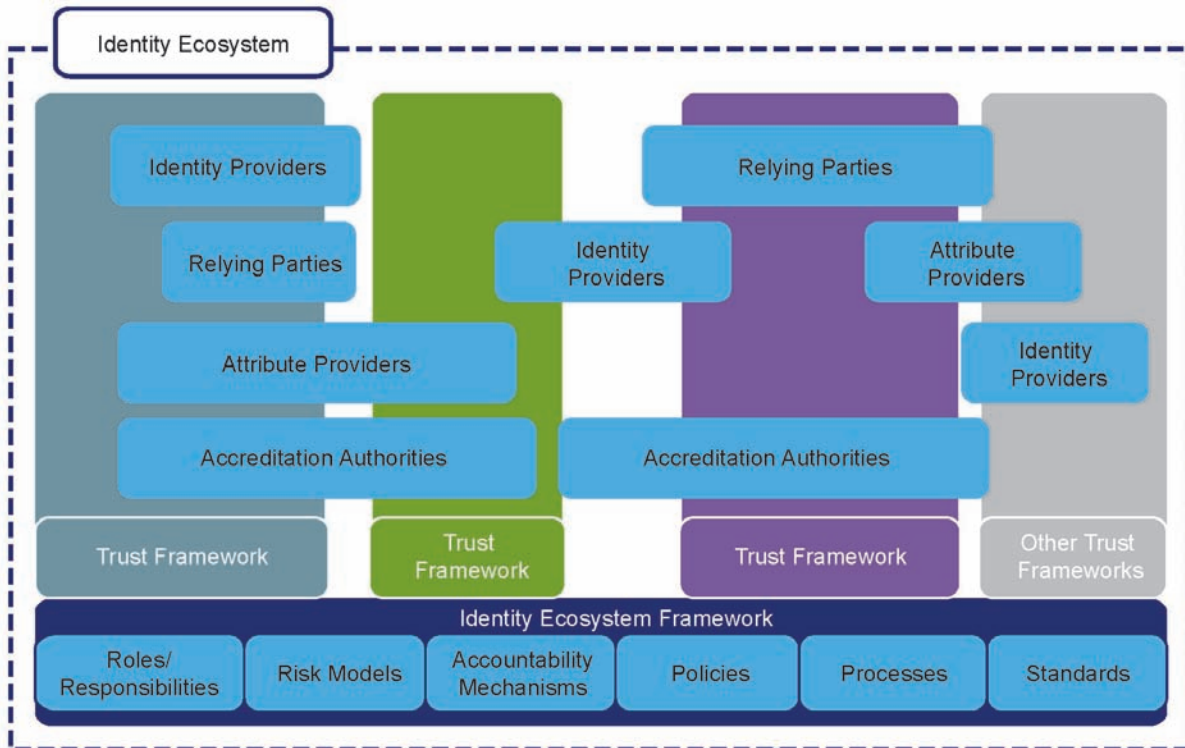 Identity Ecosystem
Identity Providers
Relying Parties
Relying Parties
Identity
Providers
Attribute
Providers
Attribute Providers
Identity
Providers
Accreditation Authorities
Accreditation Authorities
Trust Framework
Trust
Framework
Trust Framework
Other Trust
Frameworks
Identity Ecosystem Framework
Roles/
Responsibilities
Risk Models
Accountability
Mechanisms
Policies
Processes
Standards